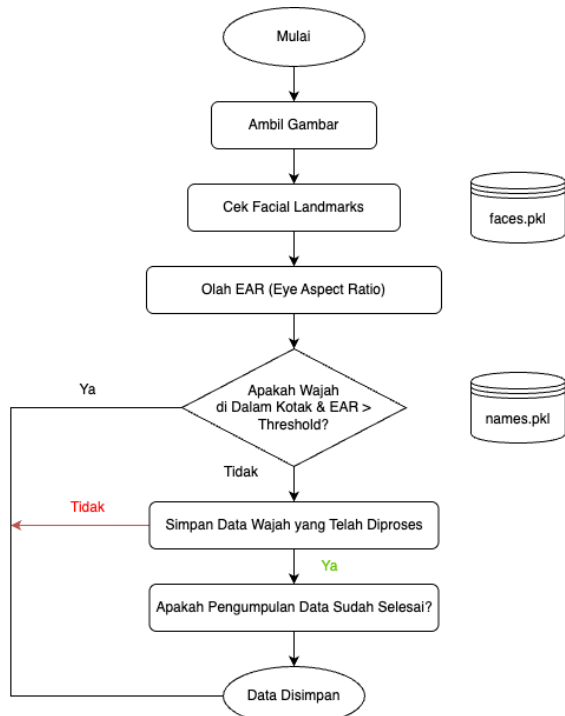 Mulai
Ambil Gambar
Cek Facial Landmarks
faces.pkl
Olah EAR (Eye Aspect Ratio)
Ya
Apakah Wajah
di Dalam Kotak & EAR >
Threshold?
names.pkl
Tidak
Tidak
Simpan Data Wajah yang Telah Diproses
Ya
Apakah Pengumpulan Data Sudah Selesai?
Data Disimpan